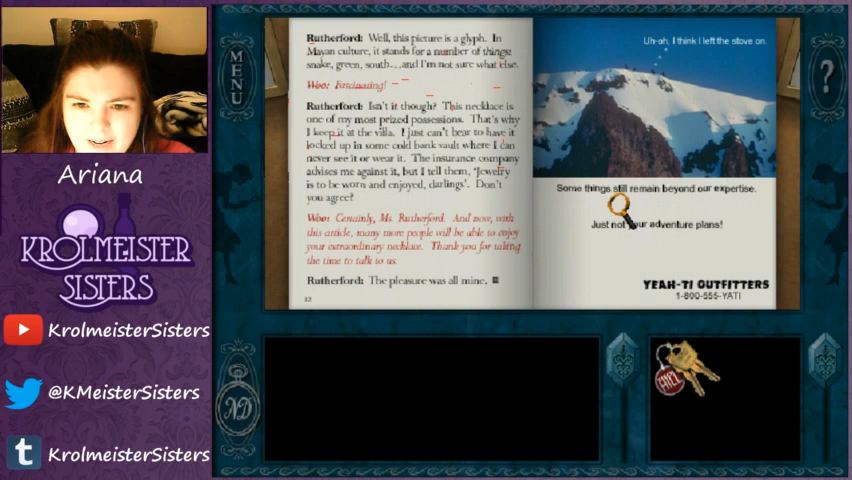 Ariana
KROLMEISTER
SISTERS
KrolmeisterSisters
@KMeisterSisters
KrolmeisterSisters
MENU
?
ND
Rutherford: Well, this picture is a glyph. In
Mayan culture, it stands for a number of things:
snake, green, south....and I'm not sure what else.
Woo: Fascinating!
Rutherford: Isn't it though? This necklace is
one of my most prized possessions. That's why
I keep it at the villa. I just can't bear to have it
locked up in some cold bank vault where I can
never see it or wear it. The insurance company
advises me against it, but I tell them, 'Jewelry
is to be worn and enjoyed, darlings'. Don't
you agree?
Woo: Certainly, Ms. Rutherford. And now, with
this article, many more people will be able to enjoy
your extraordinary necklace. Thank you for taking
the time to talk to us.
Rutherford: The pleasure was all mine.
32
Uh-oh, I think I left the stove on.
Some things still remain beyond our expertise.
Just not your adventure plans!
YEAH-TI OUTFITTERS
1-800-555-YATI